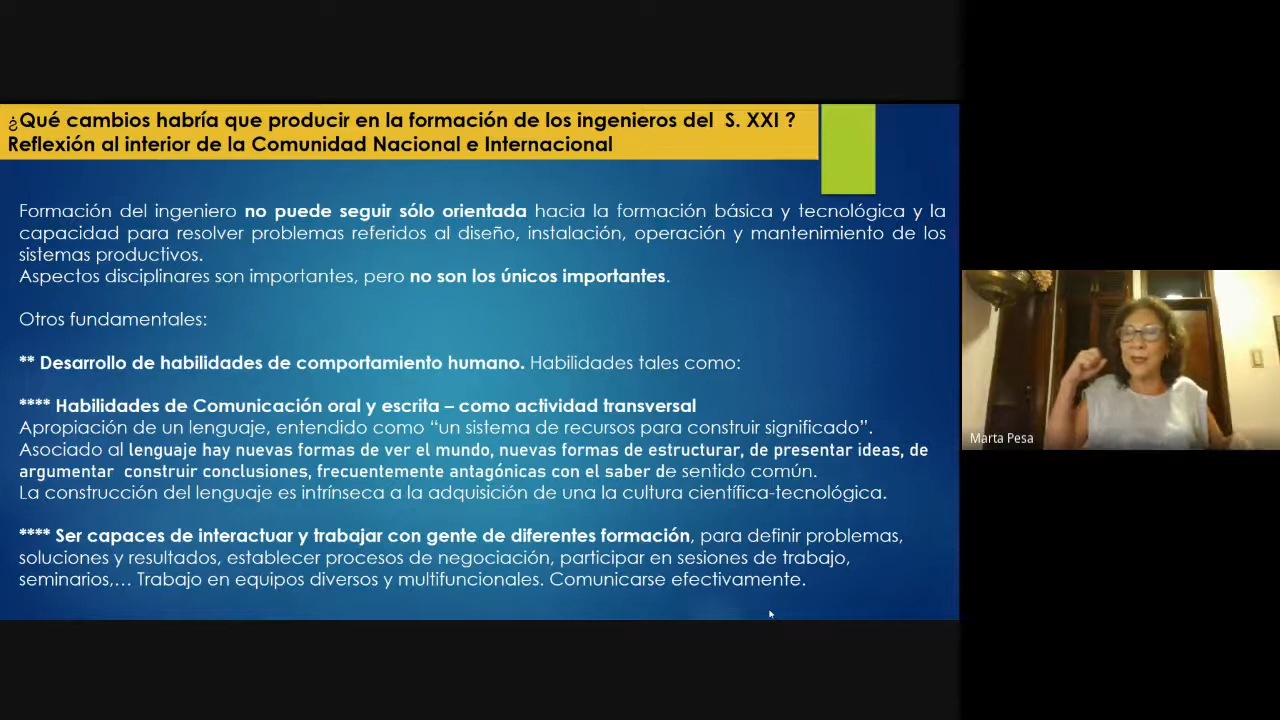 ¿Qué cambios habría que producir en la formación de los ingenieros del S. XXI ?
Reflexión al interior de la Comunidad Nacional e Internacional
Formación del ingeniero no puede seguir sólo orientada hacia la formación básica y tecnológica y la
capacidad para resolver problemas referidos al diseño, instalación, operación y mantenimiento de los
sistemas productivos.
Aspectos disciplinares son importantes, pero no son los únicos importantes.
Otros fundamentales:
** Desarrollo de habilidades de comportamiento humano. Habilidades tales como:
**** Habilidades de Comunicación oral y escrita – como actividad transversal
Apropiación de un lenguaje, entendido como “un sistema de recursos para construir significado”.
Asociado al lenguaje hay nuevas formas de ver el mundo, nuevas formas de estructurar, de presentar ideas, de
argumentar construir conclusiones, frecuentemente antagónicas con el saber de sentido común.
La construcción del lenguaje es intrínseca a la adquisición de una la cultura científica-tecnológica.
**** Ser capaces de interactuar y trabajar con gente de diferentes formación, para definir problemas,
soluciones y resultados, establecer procesos de negociación, participar en sesiones de trabajo,
seminarios,… Trabajo en equipos diversos y multifuncionales. Comunicarse efectivamente.
Marta Pesa